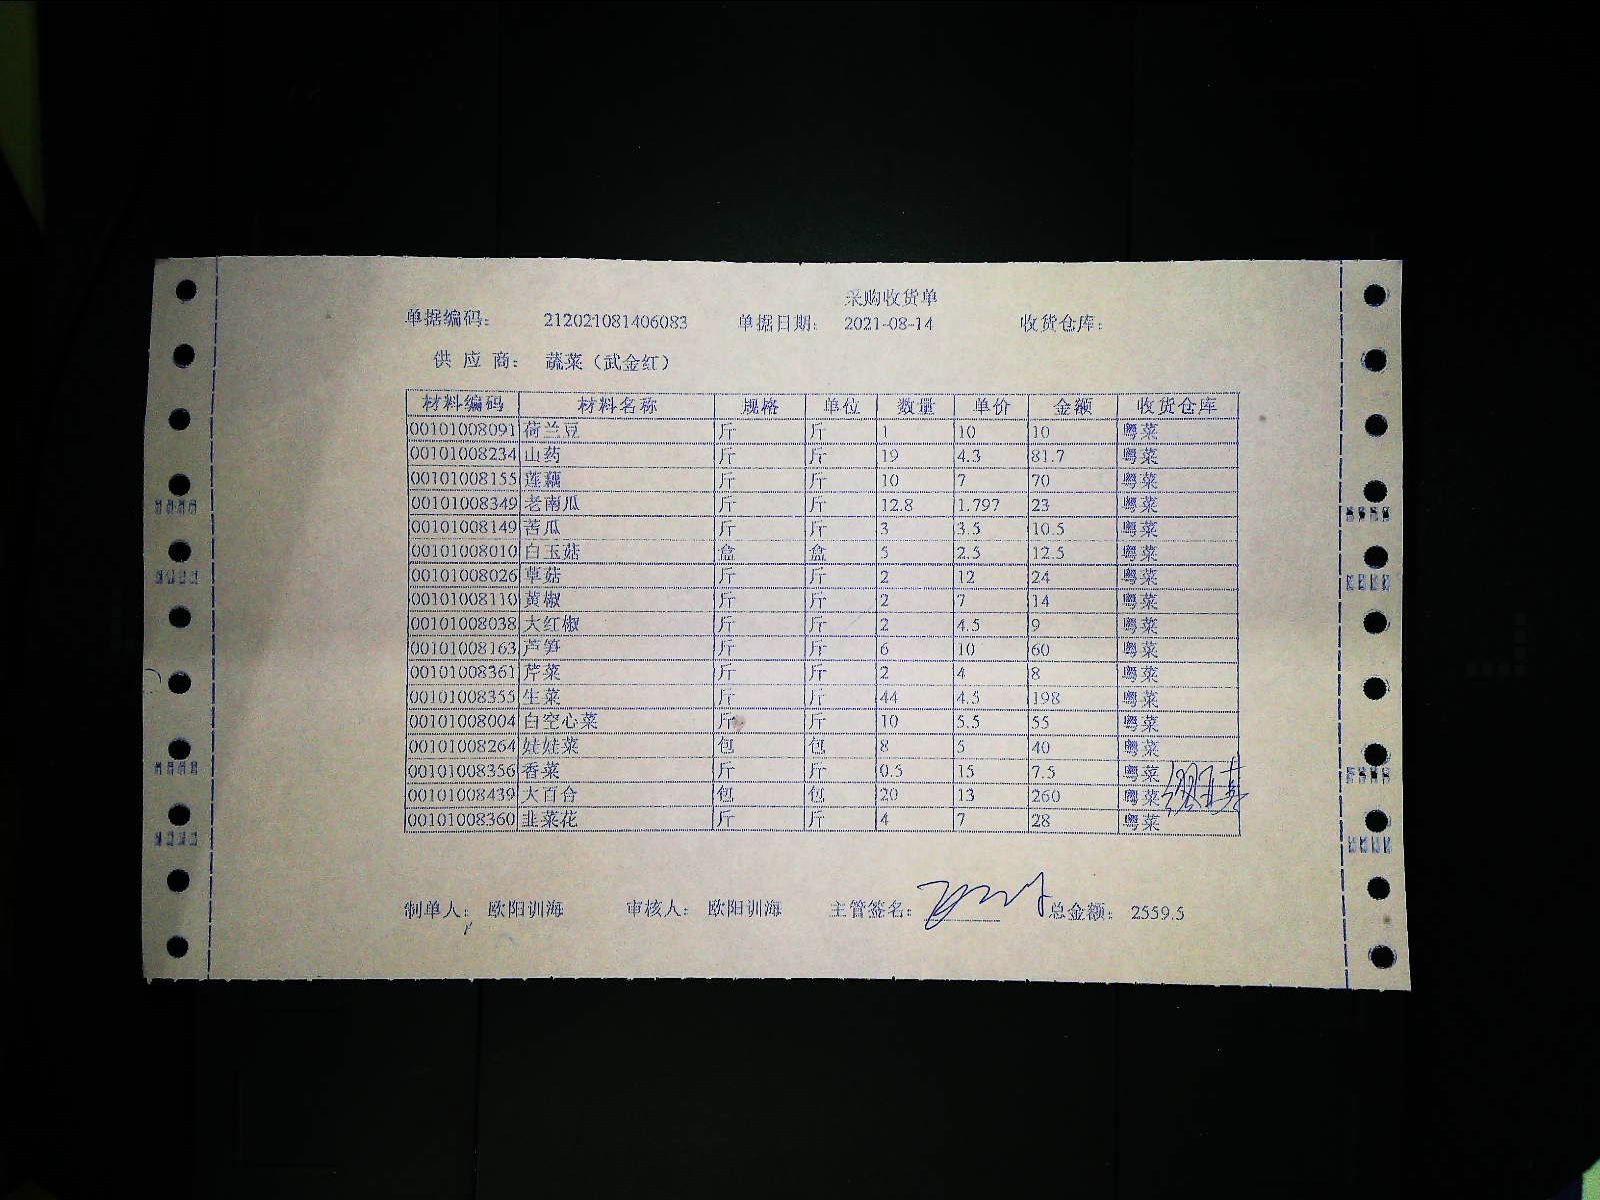 采购收货单
单据编码： 212021081406083 单据日期： 2021-08-14 收货仓库：
供 应 商： 蔬菜（武金红）
材料编码 材料名称 规格 单位 数量 单价 金额 收货仓库
00101008091 荷兰豆 斤 斤 1 10 10 粤菜
00101008234 山药 斤 斤 19 4.3 81.7 粤菜
00101008155 莲藕 斤 斤 10 7 70 粤菜
00101008349 老南瓜 斤 斤 12.8 1.797 23 粤菜
00101008149 苦瓜 斤 斤 3 3.5 10.5 粤菜
00101008010 白玉菇 盒 盒 5 2.5 12.5 粤菜
00101008026 草菇 斤 斤 2 12 24 粤菜
00101008110 黄椒 斤 斤 2 7 14 粤菜
00101008038 大红椒 斤 斤 2 4.5 9 粤菜
00101008163 芦笋 斤 斤 6 10 60 粤菜
00101008361 芹菜 斤 斤 2 4 8 粤菜
00101008355 生菜 斤 斤 44 4.5 198 粤菜
00101008004 白空心菜 斤 斤 10 5.5 55 粤菜
00101008264 娃娃菜 包 包 8 5 40 粤菜
00101008356 香菜 斤 斤 0.5 15 7.5 粤菜
00101008439 大百合 包 包 20 13 260 粤菜
00101008360 韭菜花 斤 斤 4 7 28 粤菜
制单人： 欧阳训海 审核人： 欧阳训海 主管签名： 总金额： 2559.5